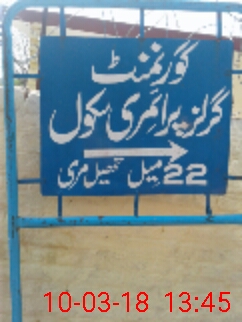 گورنمنٹ
گرلز پرائمری سکول
22 میل تحصیل مری
10-03-18 13:45